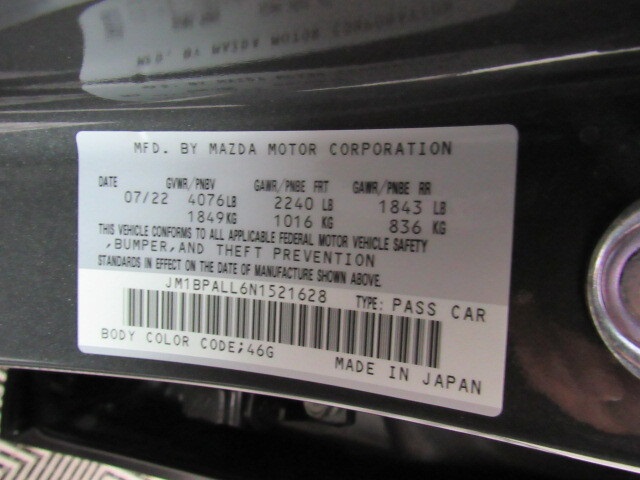 MFD. BY MAZDA MOTOR CORPORATION
DATE GVWR/PNBV GAWR/PNBE FRT GAWR/PNBE RR
07/22 4076LB 2240 LB 1843 LB
1849KG 1016 KG 836 KG
THIS VEHICLE CONFORMS TO ALL APPLICABLE FEDERAL MOTOR VEHICLE SAFETY
,BUMPER,AND THEFT PREVENTION
STANDARDS IN EFFECT ON THE DATE OF MANUFACTURE SHOWN ABOVE.
JM1BPALL6N1521628 TYPE: PASS CAR
BODY COLOR CODE;46G MADE IN JAPAN